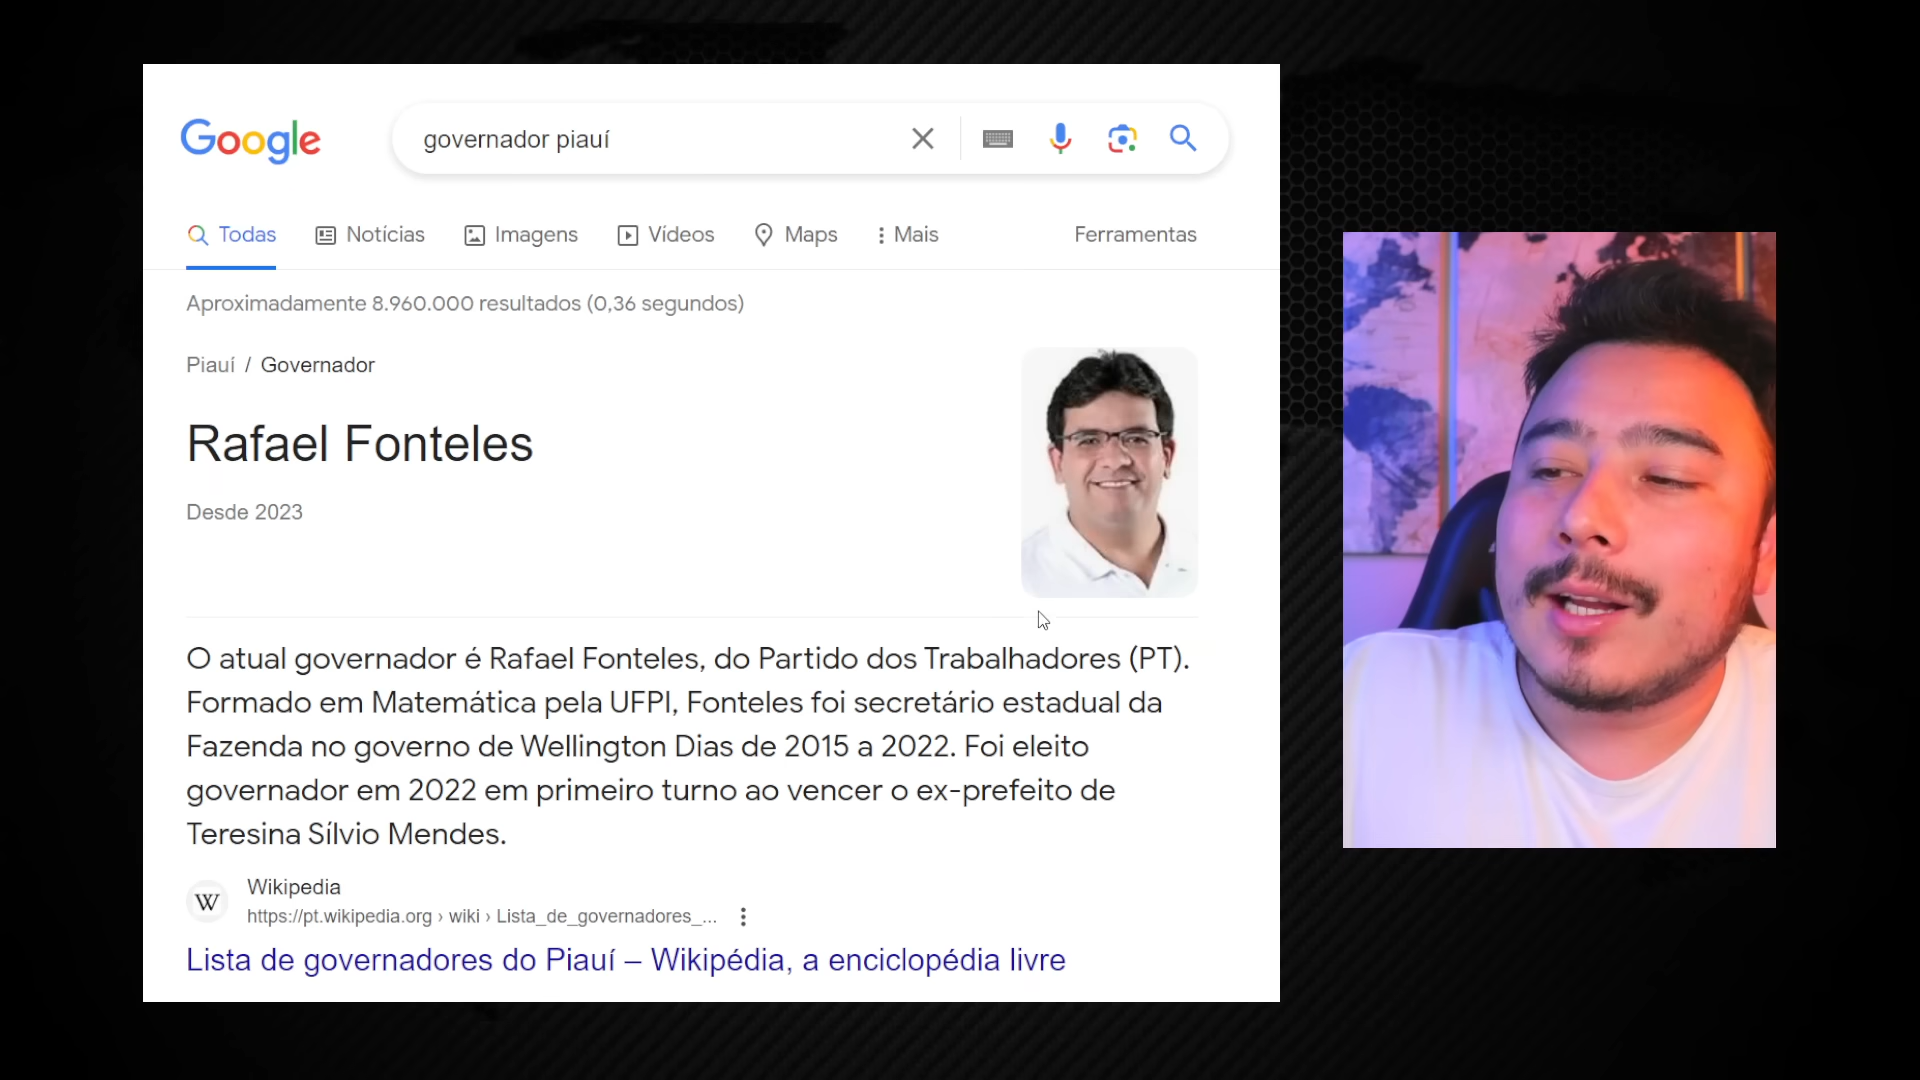 Google
governador piauí
Todas
Notícias
Imagens
Vídeos
Maps
Mais
Ferramentas
Aproximadamente 8.960.000 resultados (0,36 segundos)
Piauí / Governador
Rafael Fonteles
Desde 2023
O atual governador é Rafael Fonteles, do Partido dos Trabalhadores (PT).
Formado em Matemática pela UFPI, Fonteles foi secretário estadual da
Fazenda no governo de Wellington Dias de 2015 a 2022. Foi eleito
governador em 2022 em primeiro turno ao vencer o ex-prefeito de
Teresina Sílvio Mendes.
W
Wikipedia
https://pt.wikipedia.org › wiki › Lista_de_governadores_...
Lista de governadores do Piauí – Wikipédia, a enciclopédia livre